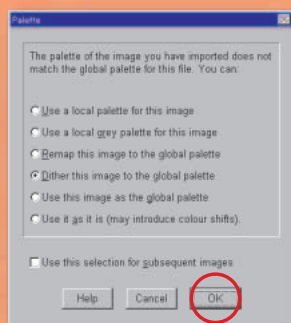 Palette
The palette of the image you have imported does not
match the global palette for this file. You can:
Use a local palette for this image
Use a local grey palette for this image
Remap this image to the global palette
Dither this image to the global palette
Use this image as the global palette
Use it as it is (may introduce colour shifts).
Use this selection for subsequent images
Help Cancel OK